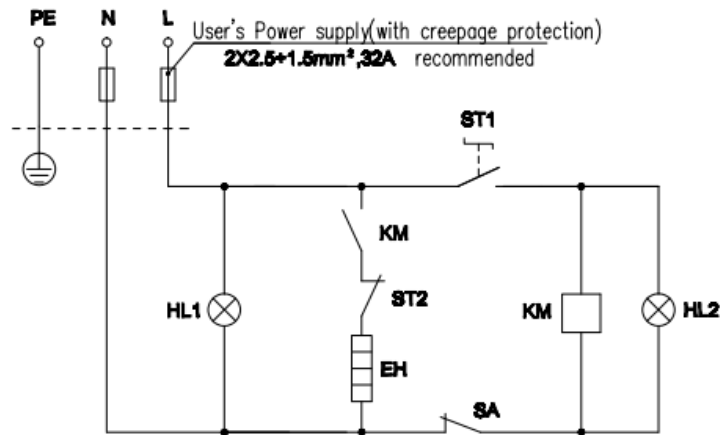 PE N L
User's Power supply(with creepage protection)
2X2.5+1.5mm²,32A recommended
ST1
KM
ST2
HL1
KM
HL2
EH
SA